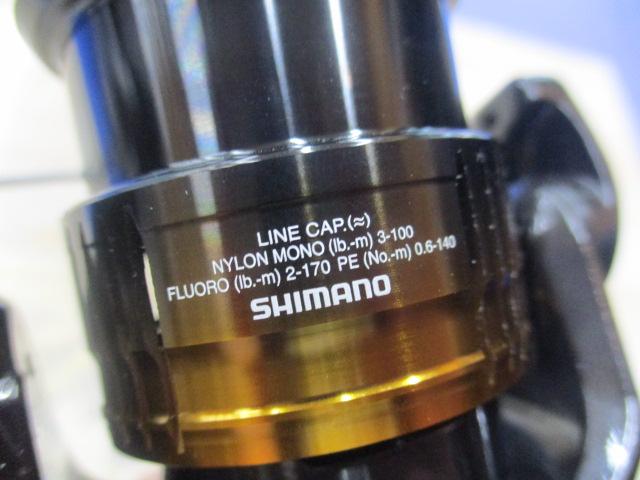 LINE CAP.(≈)
NYLON MONO (lb.-m) 3-100
FLUORO (lb.-m) 2-170 PE (No.-m) 0.6-140
SHIMANO